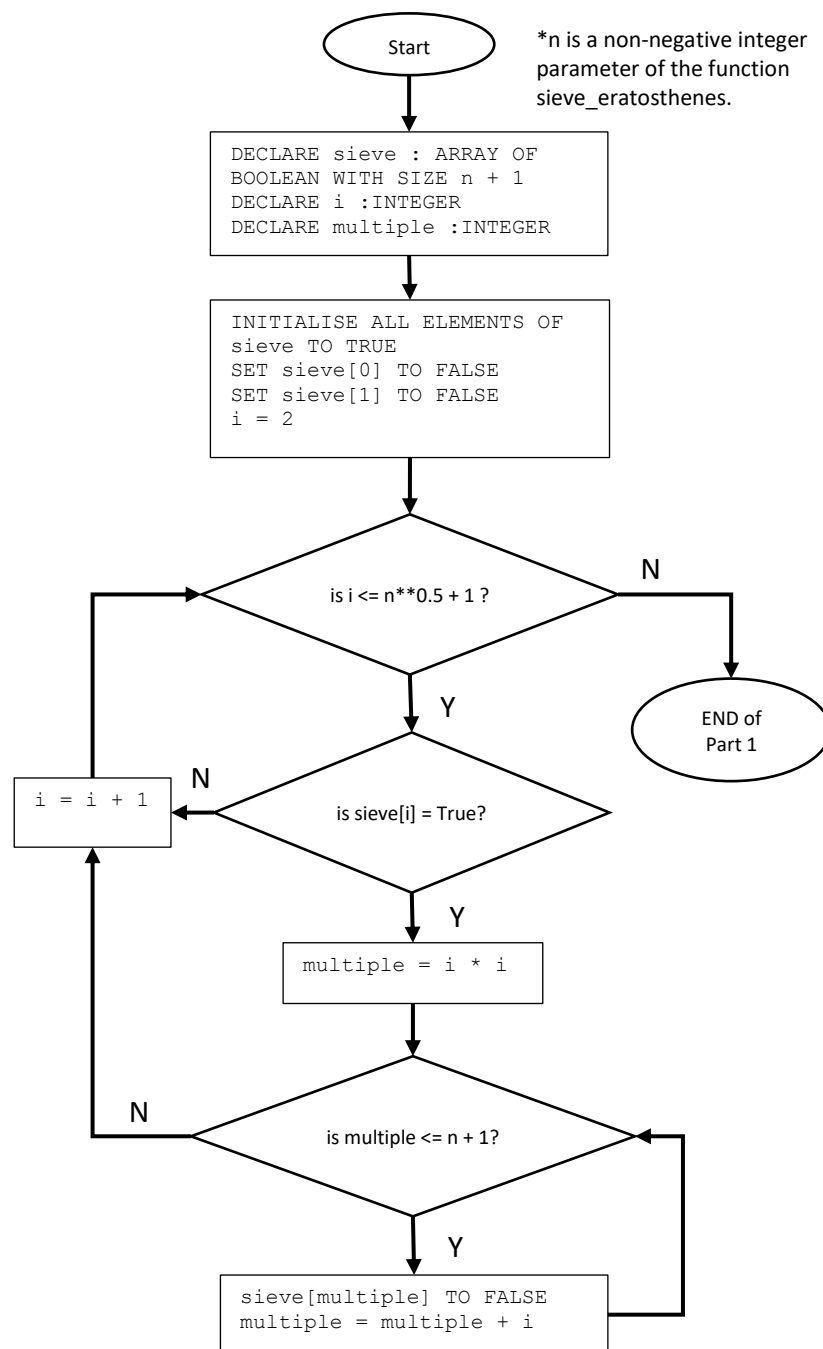 Start
*n is a non-negative integer
parameter of the function
sieve_eratosthenes.
DECLARE sieve : ARRAY OF
BOOLEAN WITH SIZE n + 1
DECLARE i :INTEGER
DECLARE multiple :INTEGER
INITIALISE ALL ELEMENTS OF
sieve TO TRUE
SET sieve[0] TO FALSE
SET sieve[1] TO FALSE
i = 2
is i <= n**0.5 + 1 ?
N
Y
END of
Part 1
i = i + 1
N
is sieve[i] = True?
Y
multiple = i * i
N
is multiple <= n + 1?
Y
sieve[multiple] TO FALSE
multiple = multiple + i